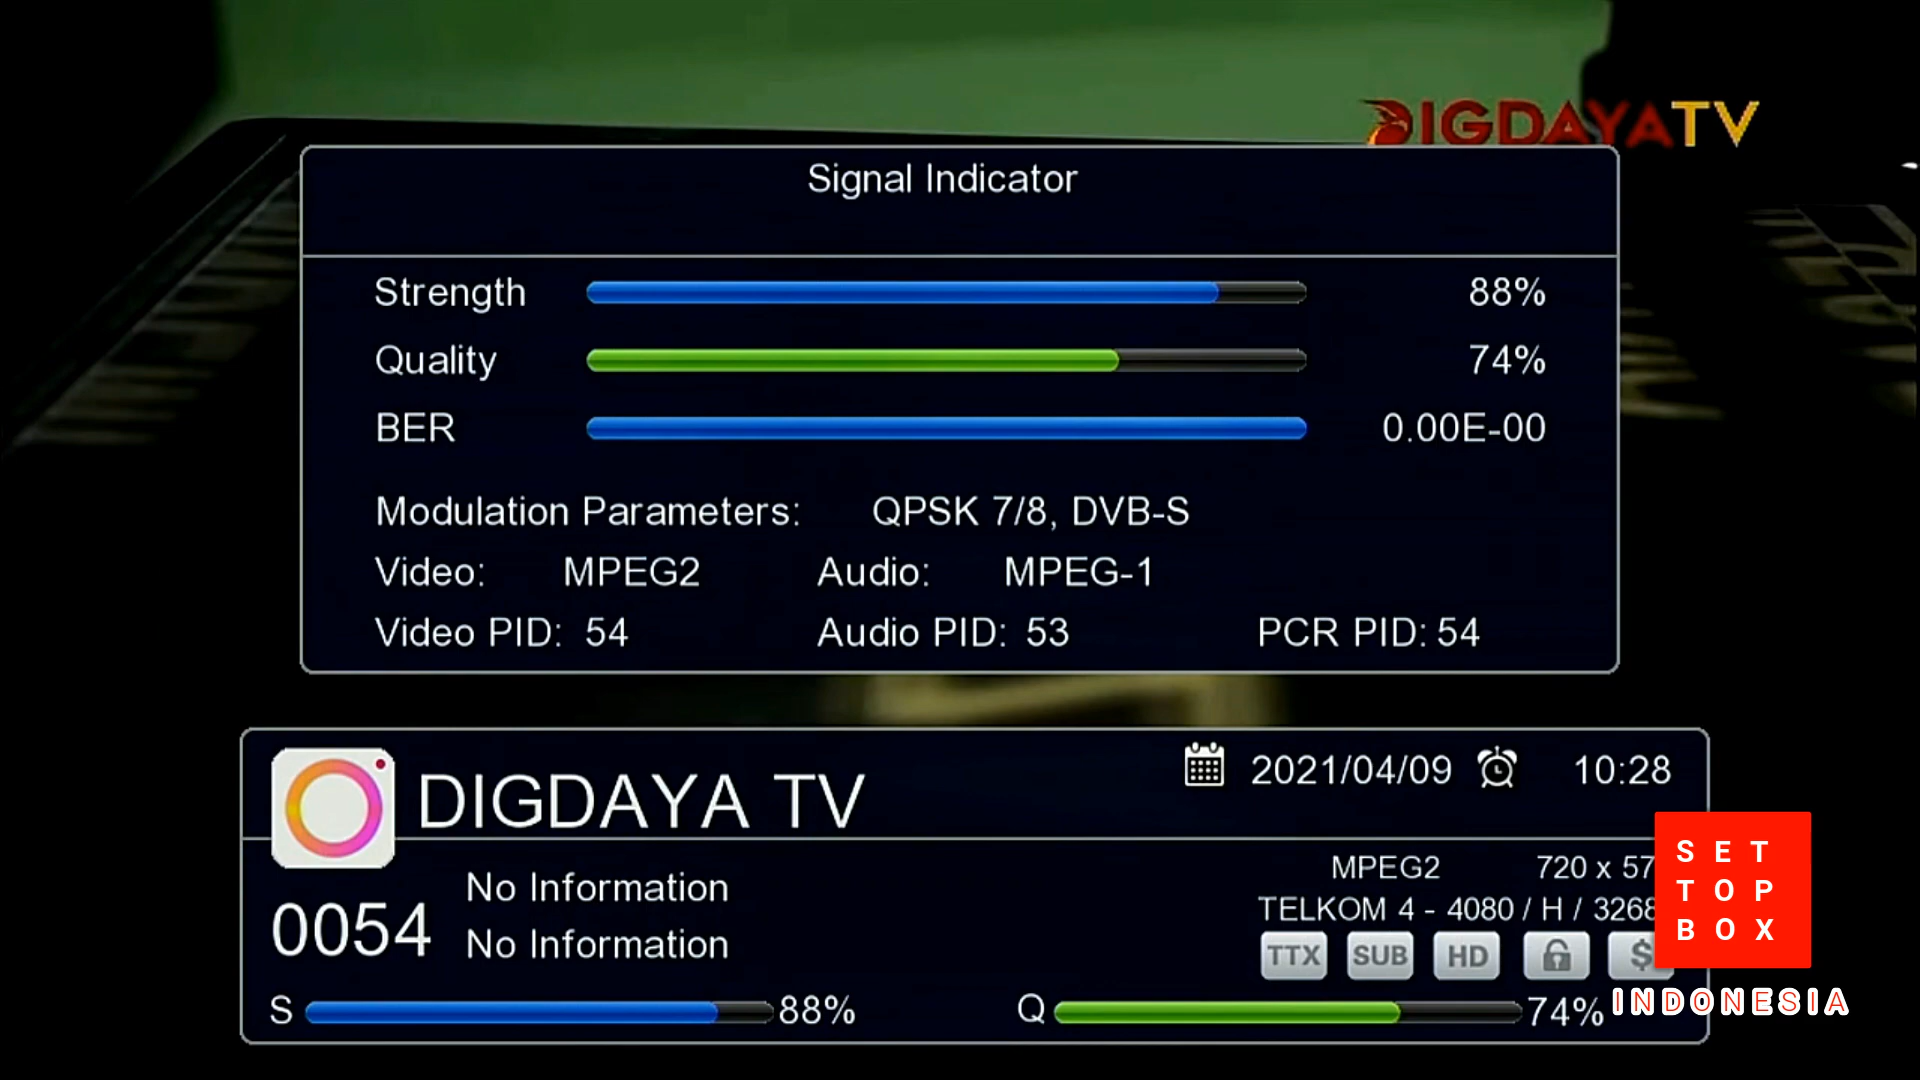 DIGDAYATV
Signal Indicator
Strength 88%
Quality 74%
BER 0.00E-00
Modulation Parameters: QPSK 7/8, DVB-S
Video: MPEG2 Audio: MPEG-1
Video PID: 54 Audio PID: 53 PCR PID: 54
DIGDAYA TV
2021/04/09 10:28
0054
No Information
No Information
MPEG2 720 x 57
TELKOM 4 - 4080 / H / 3268
TTX SUB HD $
S 88% Q 74%
SET
TOP
BOX
INDONESIA